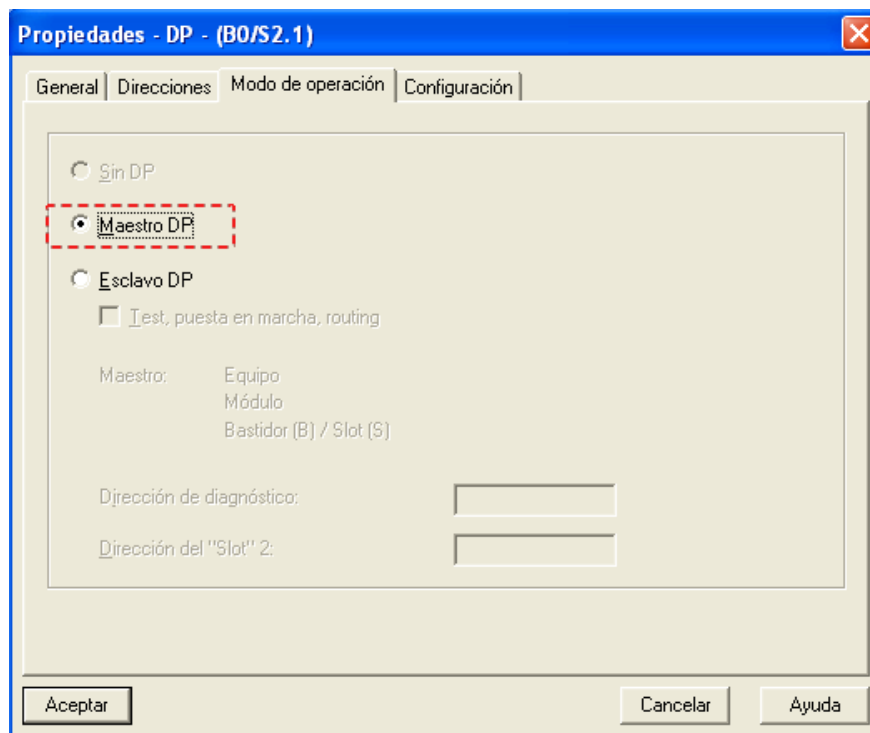 Propiedades - DP - (B0/S2.1)
General Direcciones Modo de operación Configuración
Sin DP
Maestro DP
Esclavo DP
Test, puesta en marcha, routing
Maestro: Equipo
Módulo
Bastidor (B) / Slot (S)
Dirección de diagnóstico:
Dirección del "Slot" 2:
Aceptar Cancelar Ayuda